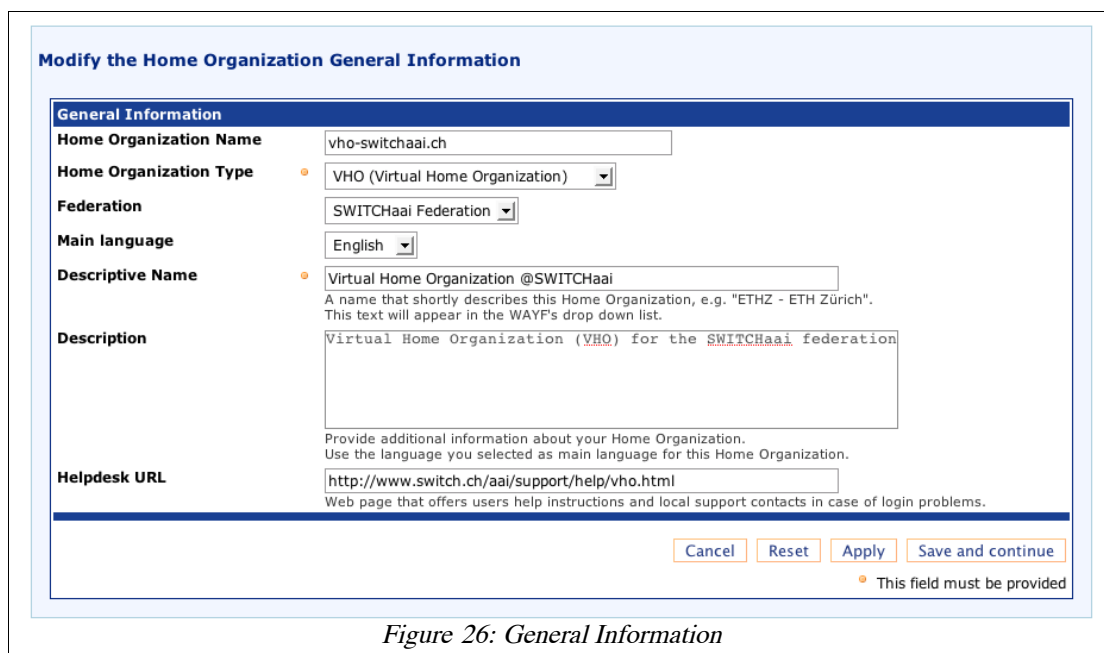 Modify the Home Organization General Information
General Information
Home Organization Name
vho-switchaai.ch
Home Organization Type
VHO (Virtual Home Organization)
Federation
SWITCHaai Federation
Main language
English
Descriptive Name
Virtual Home Organization @SWITCHaai
A name that shortly describes this Home Organization, e.g. "ETHZ - ETH Zürich".
This text will appear in the WAYF's drop down list.
Description
Virtual Home Organization (VHO) for the SWITCHaai federation
Provide additional information about your Home Organization.
Use the language you selected as main language for this Home Organization.
Helpdesk URL
http://www.switch.ch/aai/support/help/vho.html
Web page that offers users help instructions and local support contacts in case of login problems.
Cancel Reset Apply Save and continue
This field must be provided
Figure 26: General Information